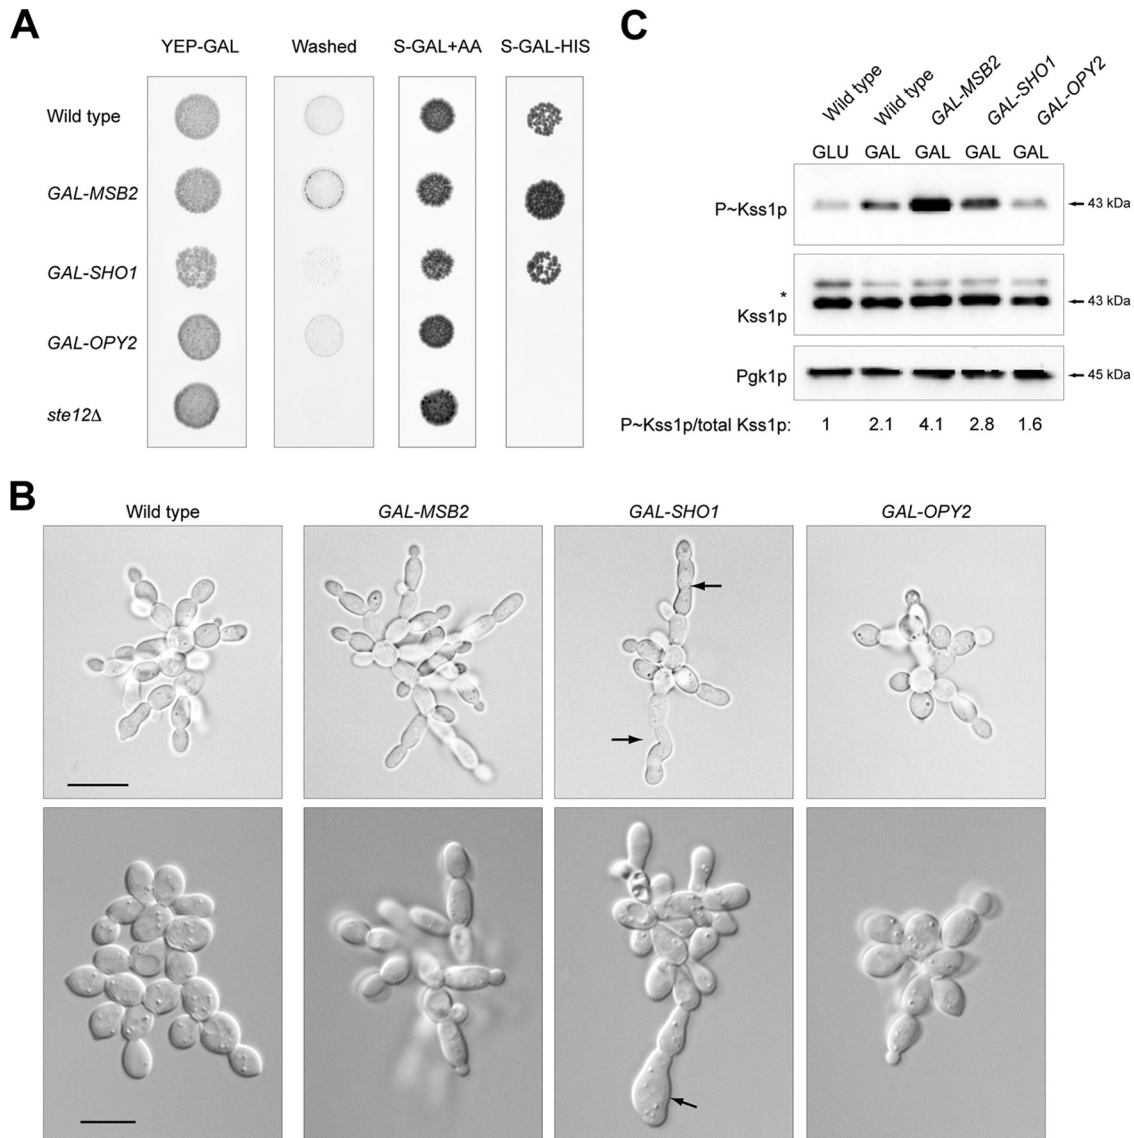 A
YEP-GAL Washed S-GAL+AA S-GAL-HIS
Wild type
GAL-MSB2
GAL-SHO1
GAL-OPY2
ste12Δ
C
Wild type Wild type GAL-MSB2 GAL-SHO1 GAL-OPY2
GLU GAL GAL GAL GAL
P~Kss1p 43 kDa
*
Kss1p 43 kDa
Pgk1p 45 kDa
P~Kss1p/total Kss1p: 1 2.1 4.1 2.8 1.6
B
Wild type GAL-MSB2 GAL-SHO1 GAL-OPY2